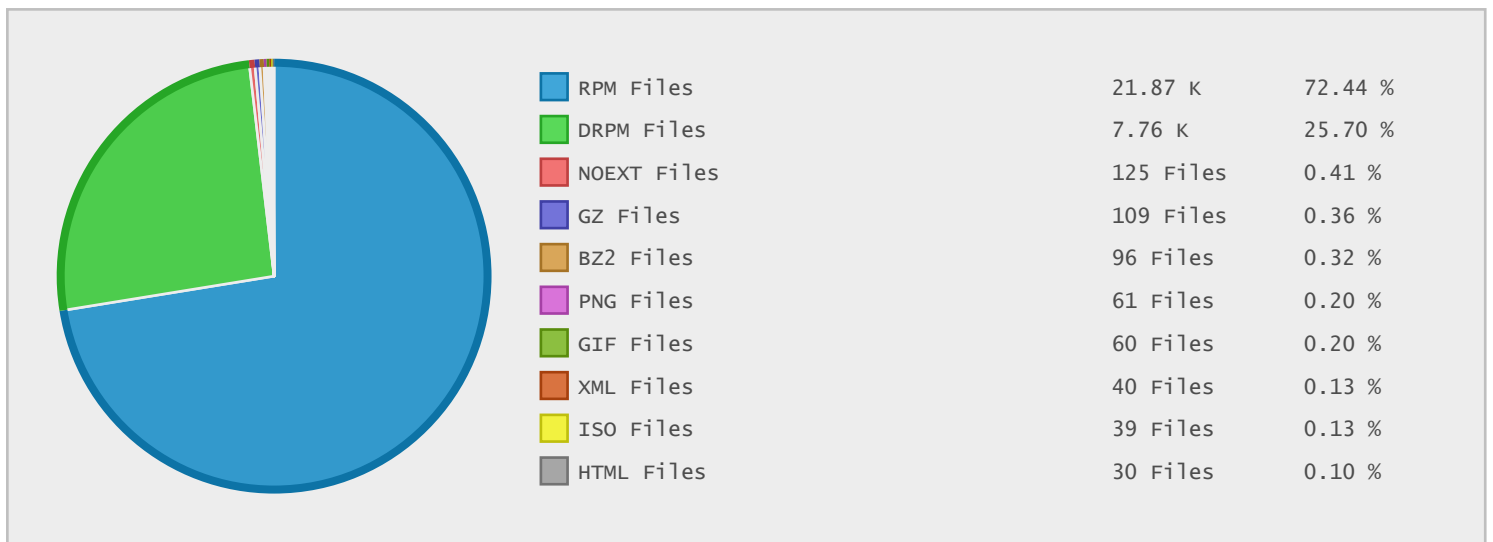 RPM Files 21.87 K 72.44 %
DRPM Files 7.76 K 25.70 %
NOEXT Files 125 Files 0.41 %
GZ Files 109 Files 0.36 %
BZ2 Files 96 Files 0.32 %
PNG Files 61 Files 0.20 %
GIF Files 60 Files 0.20 %
XML Files 40 Files 0.13 %
ISO Files 39 Files 0.13 %
HTML Files 30 Files 0.10 %